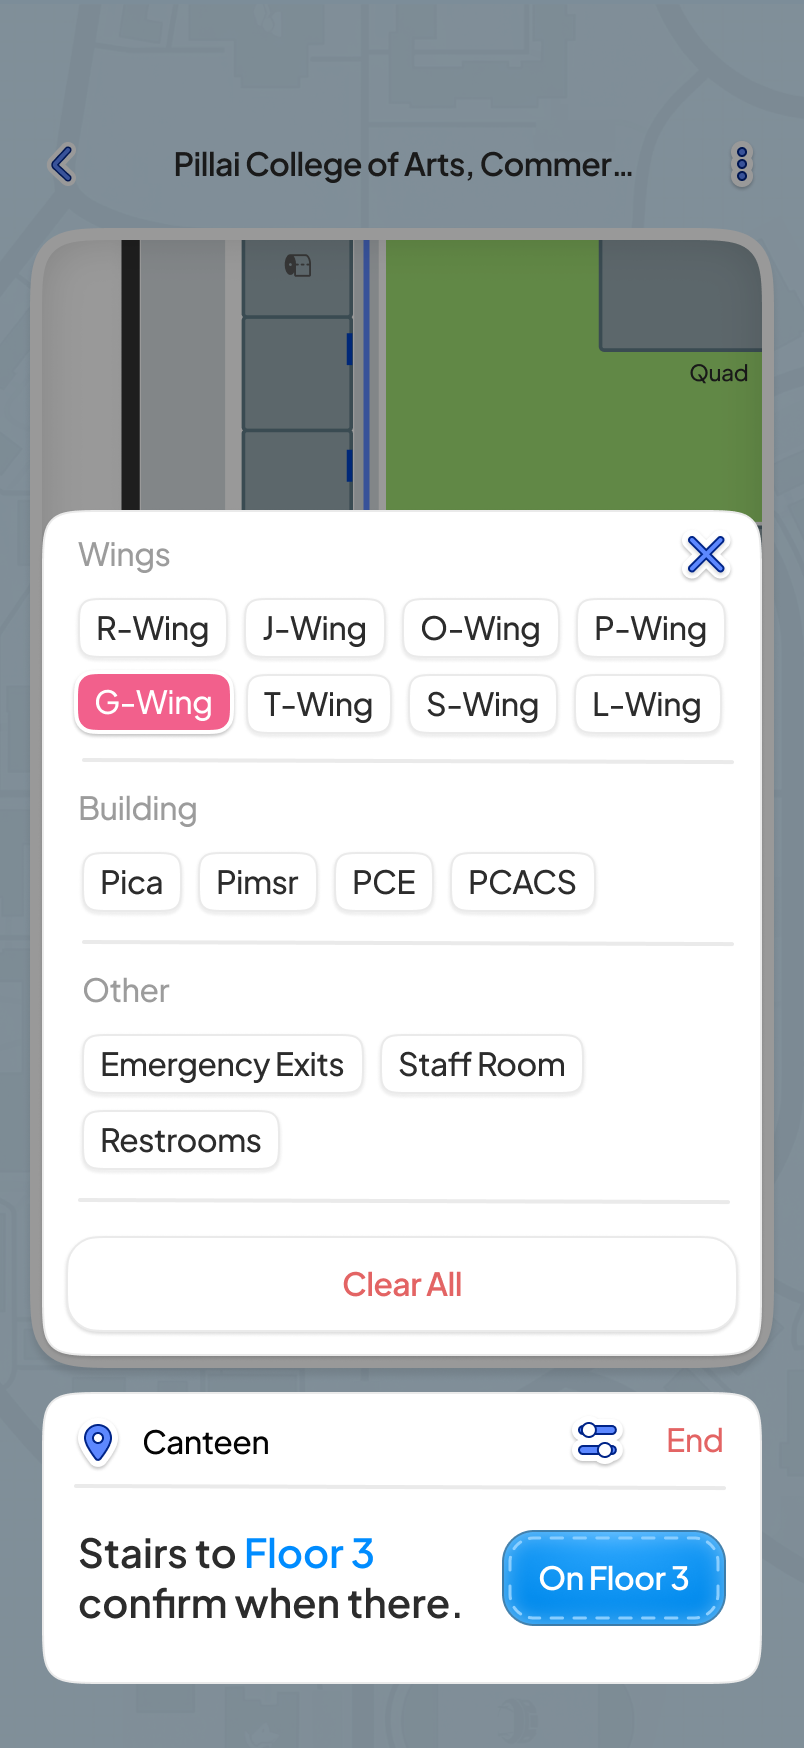 Pillai College of Arts, Commer...
Quad
Wings
R-Wing J-Wing O-Wing P-Wing
G-Wing T-Wing S-Wing L-Wing
Building
Pica Pimsr PCE PCACS
Other
Emergency Exits Staff Room
Restrooms
Clear All
Canteen End
Stairs to Floor 3
confirm when there.
On Floor 3